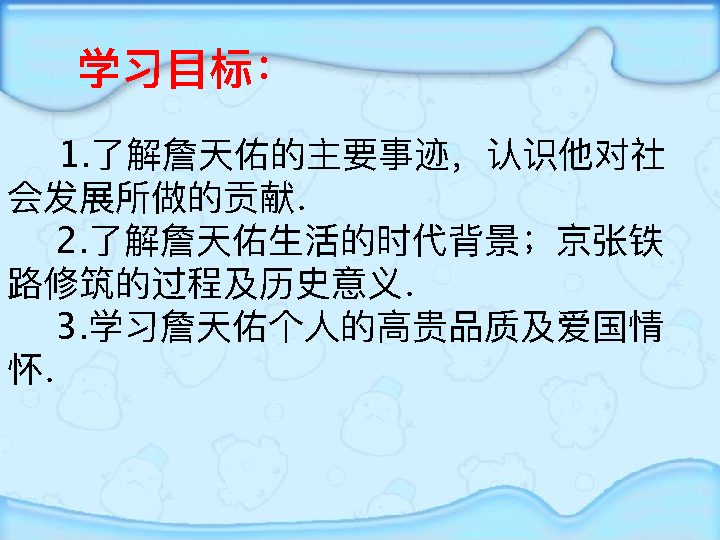 学习目标：
1.了解詹天佑的主要事迹，认识他对社
会发展所做的贡献.
2.了解詹天佑生活的时代背景；京张铁
路修筑的过程及历史意义.
3.学习詹天佑个人的高贵品质及爱国情
怀.